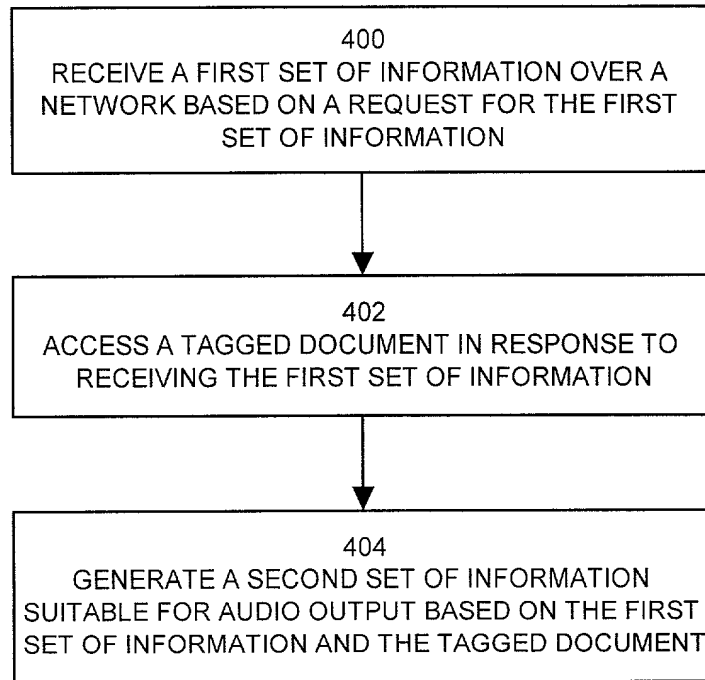 400
RECEIVE A FIRST SET OF INFORMATION OVER A
NETWORK BASED ON A REQUEST FOR THE FIRST
SET OF INFORMATION
402
ACCESS A TAGGED DOCUMENT IN RESPONSE TO
RECEIVING THE FIRST SET OF INFORMATION
404
GENERATE A SECOND SET OF INFORMATION
SUITABLE FOR AUDIO OUTPUT BASED ON THE FIRST
SET OF INFORMATION AND THE TAGGED DOCUMENT